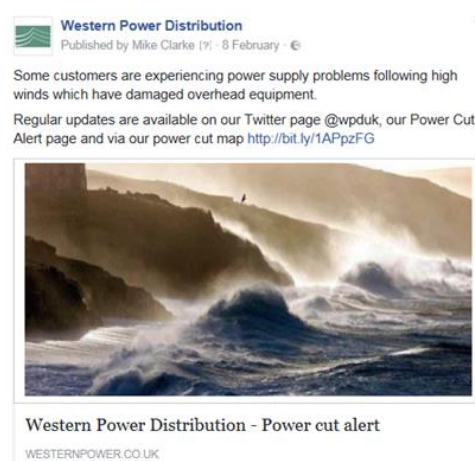 Western Power Distribution
Published by Mike Clarke [?] · 8 February ·
Some customers are experiencing power supply problems following high
winds which have damaged overhead equipment.
Regular updates are available on our Twitter page @wpduk, our Power Cut
Alert page and via our power cut map http://bit.ly/1APpzFG
Western Power Distribution - Power cut alert
WESTERNPOWER.CO.UK